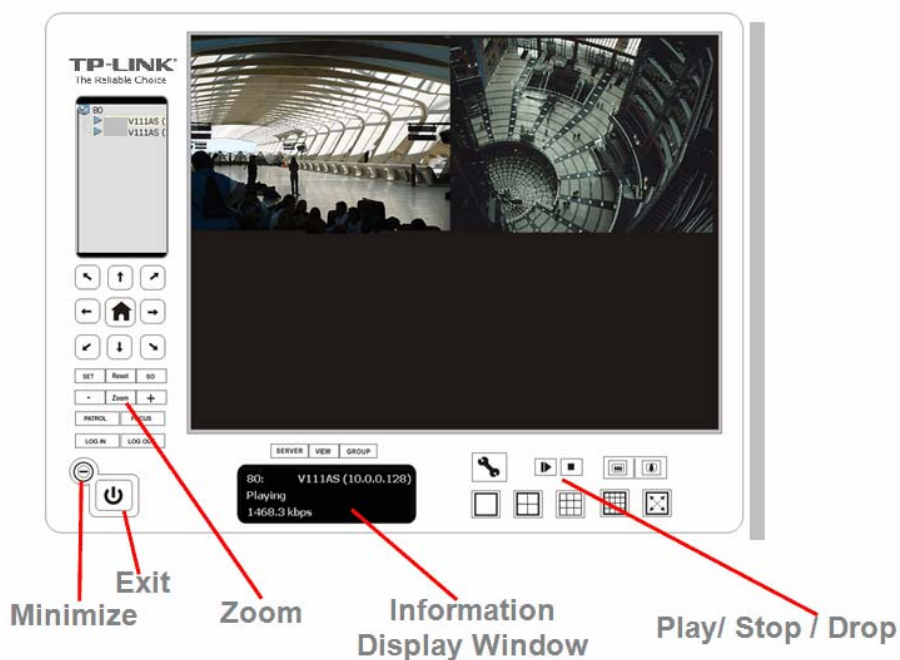 TP-LINK®
The Reliable Choice
80
V111AS (
V111AS (
SET Reset GO
- Zoom +
PATROL FOCUS
LOG IN LOG OUT
SERVER VIEW GROUP
80: V111AS (10.0.0.128)
Playing
1468.3 kbps
Exit
Minimize
Zoom
Information
Display Window
Play/ Stop / Drop